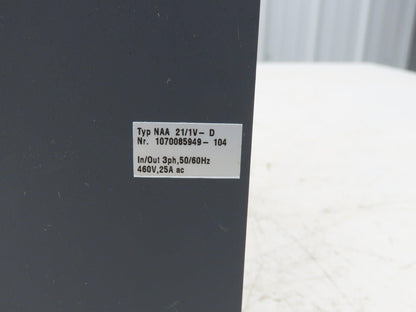 Typ NAA 21/1V- D
Nr. 1070085949- 104
In/Out 3ph,50/60Hz
460V,25A ac